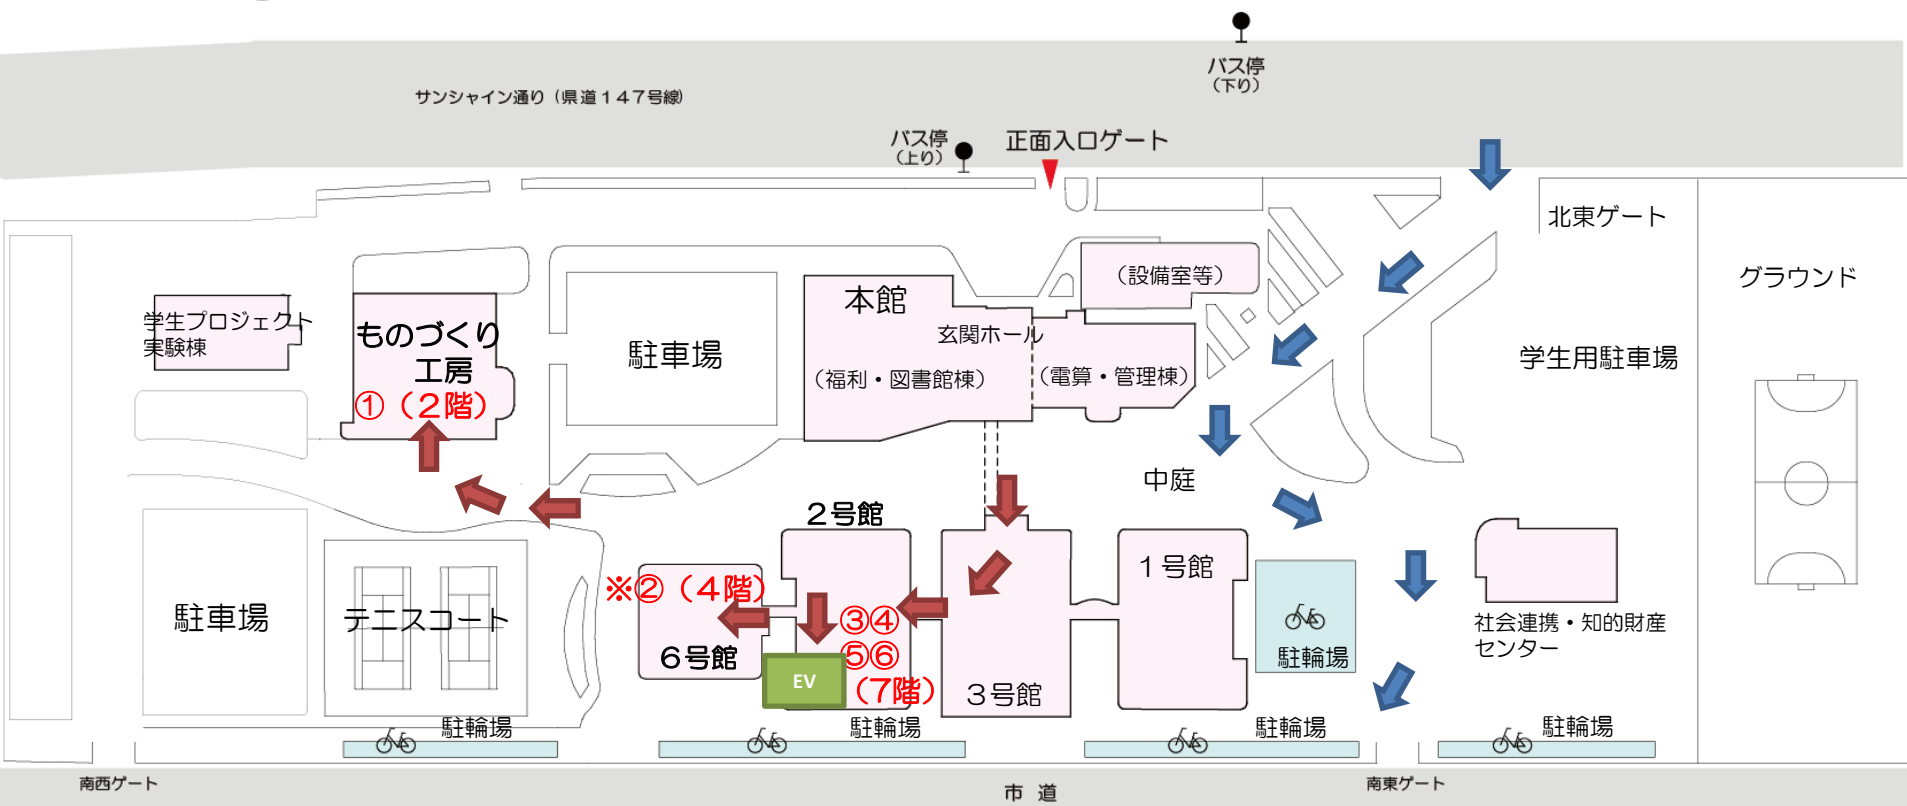 バス停
（下り）
サンシャイン通り（県道１４７号線）
バス停
（上り）
正面入口ゲート
北東ゲート
グラウンド
（設備室等）
本館
玄関ホール
（福利・図書館棟）
（電算・管理棟）
学生プロジェクト
実験棟
ものづくり
工房
①（２階）
駐車場
学生用駐車場
中庭
２号館
１号館
※②（４階）
６号館
③④
⑤⑥
（7階）
EV
３号館
駐車場
テニスコート
駐輪場
社会連携・知的財産
センター
駐輪場
駐輪場
駐輪場
駐輪場
南西ゲート
市 道
南東ゲート